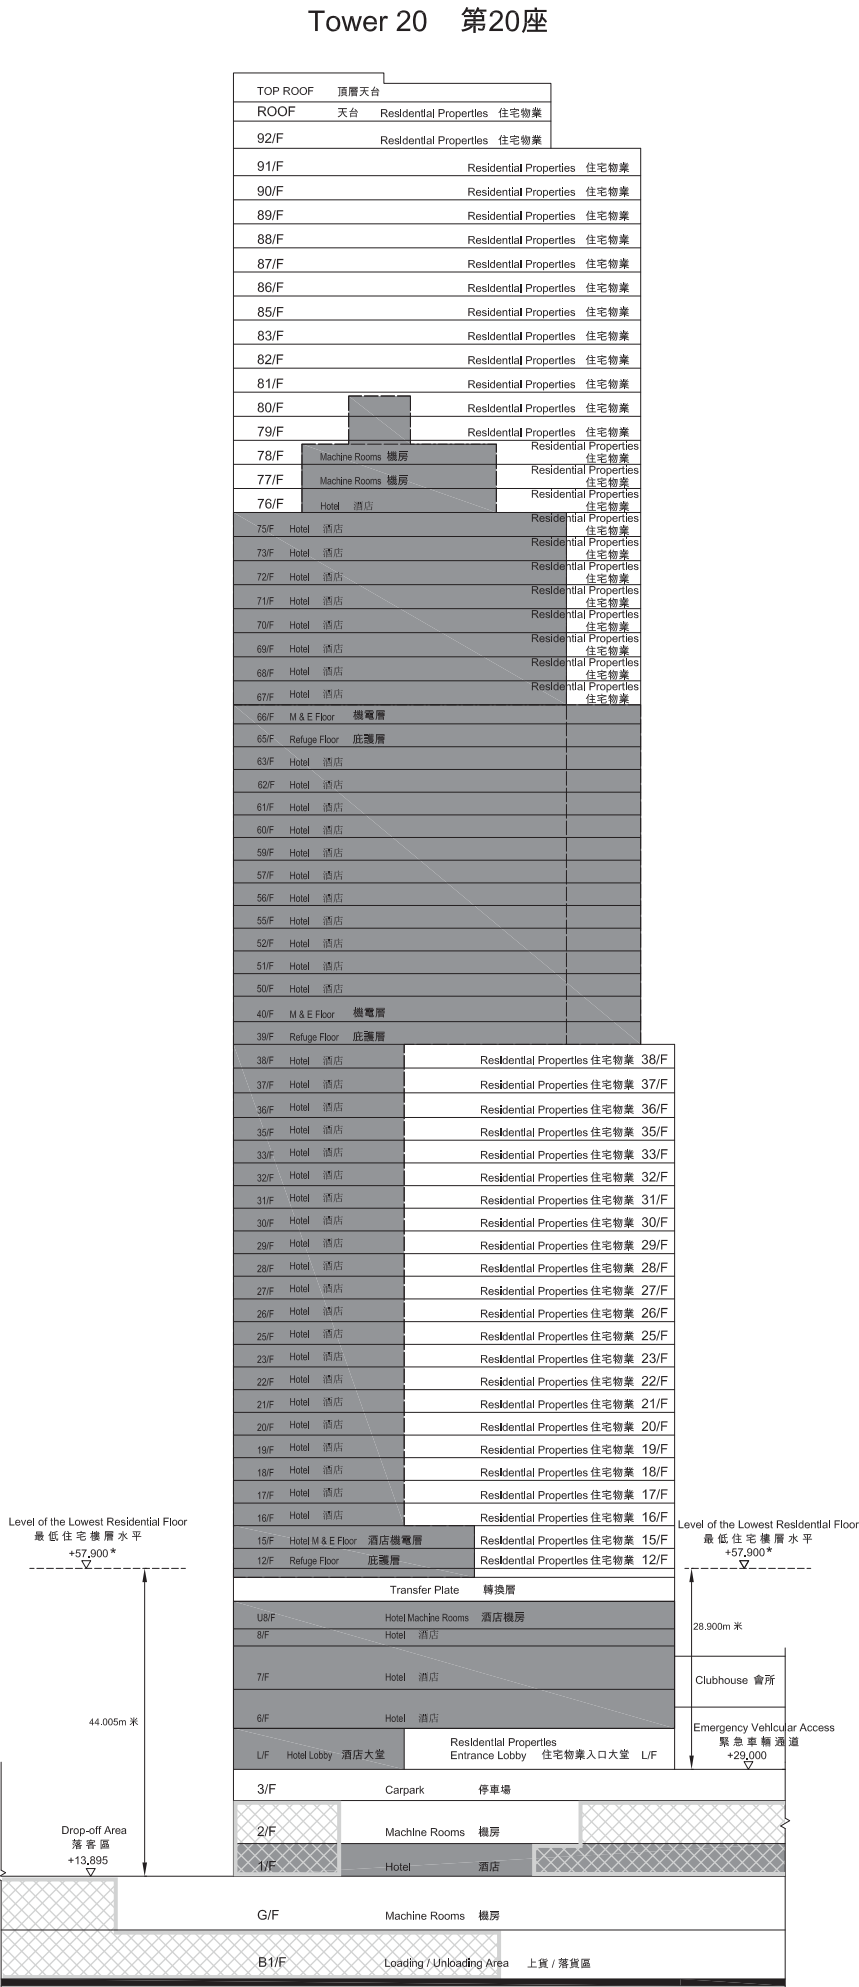 Tower 20 第20座
TOP ROOF 頂層天台
ROOF 天台 Residential Properties 住宅物業
92/F Residential Properties 住宅物業
91/F Residential Properties 住宅物業
90/F Residential Properties 住宅物業
89/F Residential Properties 住宅物業
88/F Residential Properties 住宅物業
87/F Residential Properties 住宅物業
86/F Residential Properties 住宅物業
85/F Residential Properties 住宅物業
83/F Residential Properties 住宅物業
82/F Residential Properties 住宅物業
81/F Residential Properties 住宅物業
80/F Residential Properties 住宅物業
79/F Residential Properties 住宅物業
78/F Machine Rooms 機房 Residential Properties
住宅物業
77/F Machine Rooms 機房 Residential Properties
住宅物業
76/F Hotel 酒店 Residential Properties
住宅物業
75/F Hotel 酒店 Residential Properties
住宅物業
73/F Hotel 酒店 Residential Properties
住宅物業
72/F Hotel 酒店 Residential Properties
住宅物業
71/F Hotel 酒店 Residential Properties
住宅物業
70/F Hotel 酒店 Residential Properties
住宅物業
69/F Hotel 酒店 Residential Properties
住宅物業
68/F Hotel 酒店 Residential Properties
住宅物業
67/F Hotel 酒店 Residential Properties
住宅物業
66/F M & E Floor 機電層
65/F Refuge Floor 庇護層
63/F Hotel 酒店
62/F Hotel 酒店
61/F Hotel 酒店
60/F Hotel 酒店
59/F Hotel 酒店
57/F Hotel 酒店
56/F Hotel 酒店
55/F Hotel 酒店
52/F Hotel 酒店
51/F Hotel 酒店
50/F Hotel 酒店
40/F M & E Floor 機電層
39/F Refuge Floor 庇護層
38/F Hotel 酒店 Residential Properties 住宅物業 38/F
37/F Hotel 酒店 Residential Properties 住宅物業 37/F
36/F Hotel 酒店 Residential Properties 住宅物業 36/F
35/F Hotel 酒店 Residential Properties 住宅物業 35/F
33/F Hotel 酒店 Residential Properties 住宅物業 33/F
32/F Hotel 酒店 Residential Properties 住宅物業 32/F
31/F Hotel 酒店 Residential Properties 住宅物業 31/F
30/F Hotel 酒店 Residential Properties 住宅物業 30/F
29/F Hotel 酒店 Residential Properties 住宅物業 29/F
28/F Hotel 酒店 Residential Properties 住宅物業 28/F
27/F Hotel 酒店 Residential Properties 住宅物業 27/F
26/F Hotel 酒店 Residential Properties 住宅物業 26/F
25/F Hotel 酒店 Residential Properties 住宅物業 25/F
23/F Hotel 酒店 Residential Properties 住宅物業 23/F
22/F Hotel 酒店 Residential Properties 住宅物業 22/F
21/F Hotel 酒店 Residential Properties 住宅物業 21/F
20/F Hotel 酒店 Residential Properties 住宅物業 20/F
19/F Hotel 酒店 Residential Properties 住宅物業 19/F
18/F Hotel 酒店 Residential Properties 住宅物業 18/F
17/F Hotel 酒店 Residential Properties 住宅物業 17/F
16/F Hotel 酒店 Residential Properties 住宅物業 16/F
15/F Hotel M & E Floor 酒店機電層 Residential Properties 住宅物業 15/F
12/F Refuge Floor 庇護層 Residential Properties 住宅物業 12/F
Level of the Lowest Residential Floor
最低住宅樓層水平
+57.900*
Level of the Lowest Residential Floor
最低住宅樓層水平
+57.900*
Transfer Plate 轉換層
U8/F Hotel Machine Rooms 酒店機房
8/F Hotel 酒店
28.900m 米
7/F Hotel 酒店
Clubhouse 會所
6/F Hotel 酒店
44.005m 米
Emergency Vehicular Access
緊急車輛通道
+29.000
L/F Hotel Lobby 酒店大堂
Residential Properties
Entrance Lobby 住宅物業入口大堂 L/F
3/F Carpark 停車場
Drop-off Area
落客區
+13.895
2/F Machine Rooms 機房
1/F Hotel 酒店
G/F Machine Rooms 機房
B1/F Loading / Unloading Area 上貨 / 落貨區